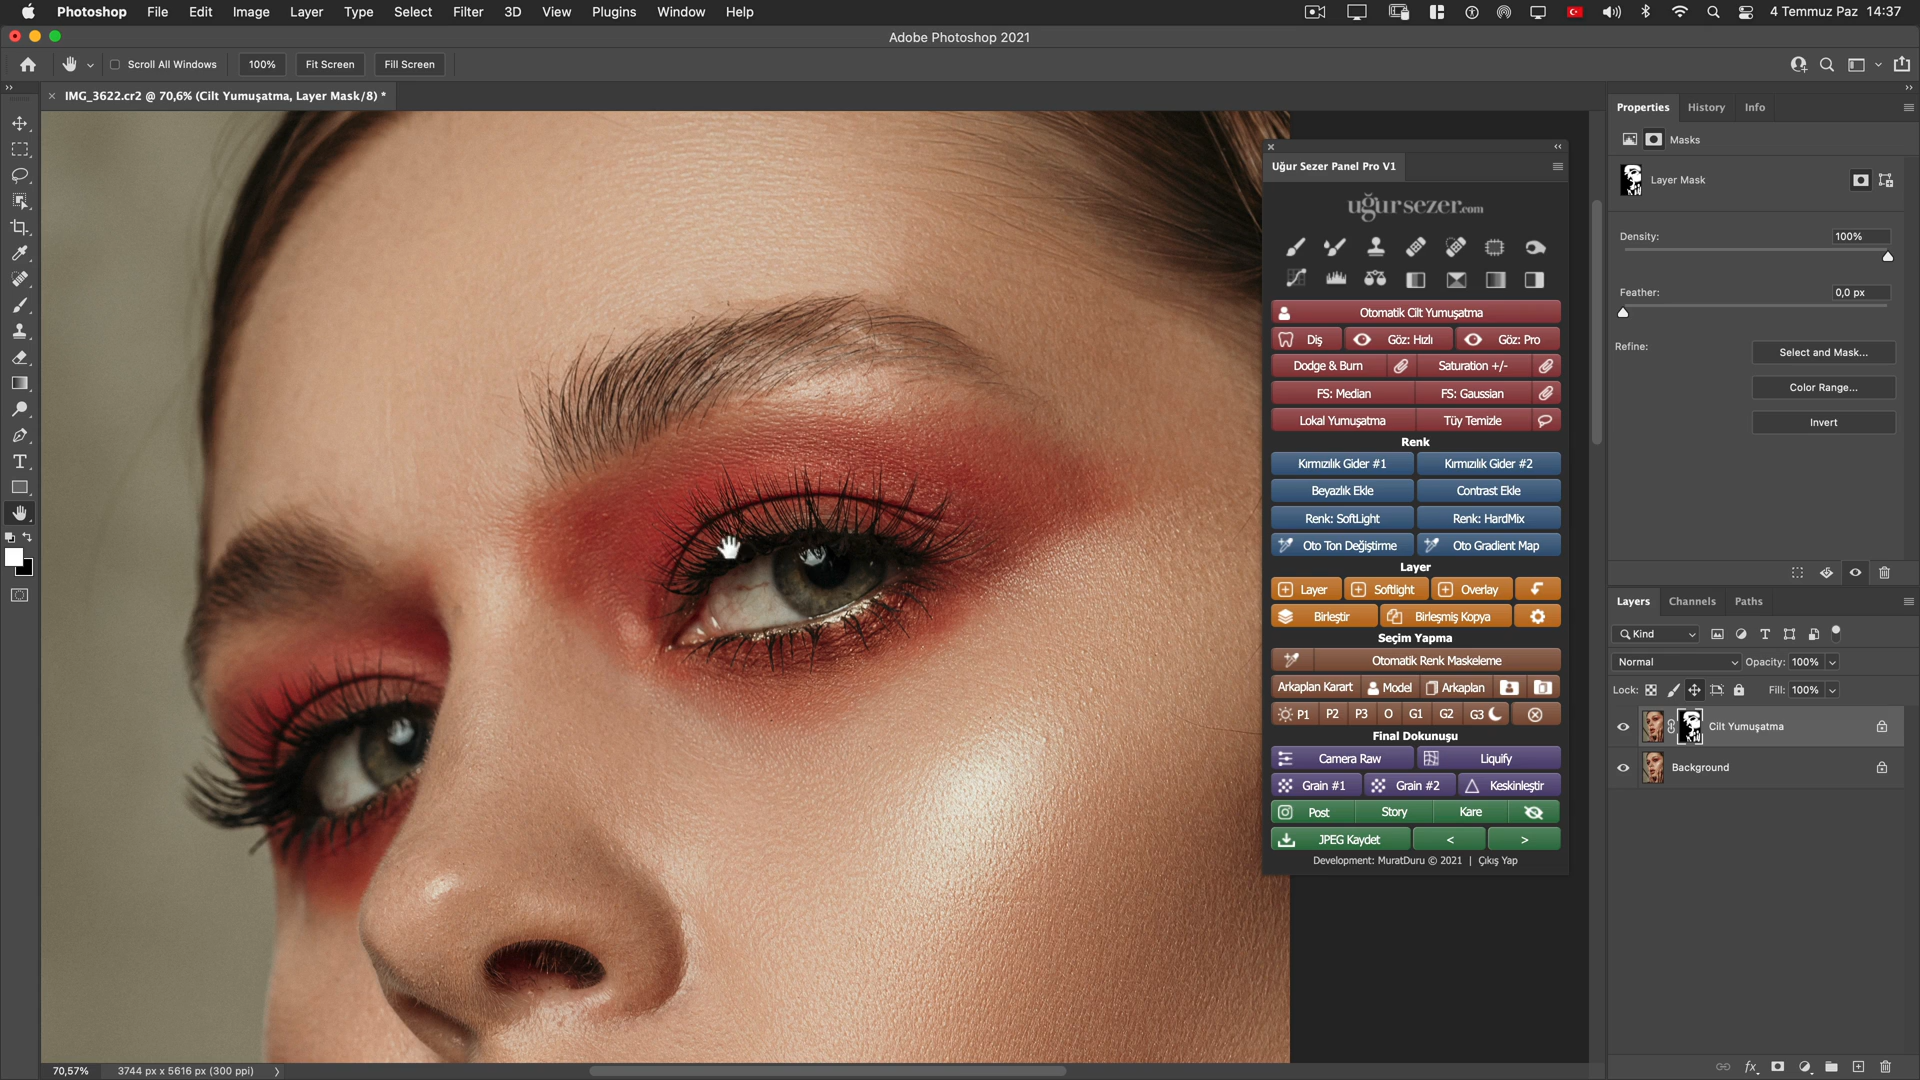 Photoshop File Edit Image Layer Type Select Filter 3D View Plugins Window Help 4 Temmuz Paz 14:37
Adobe Photoshop 2021
Scroll All Windows 100% Fit Screen Fill Screen
IMG_3622.cr2 @ 70,6% (Cilt Yumuşatma, Layer Mask/8) *
Uğur Sezer Panel Pro V1
uğursezer.com
Otomatik Cilt Yumuşatma
Diş Göz: Hızlı Göz: Pro
Dodge & Burn Saturation +/-
FS: Median FS: Gaussian
Lokal Yumuşatma Tüy Temizle
Renk
Kırmızılık Gider #1 Kırmızılık Gider #2
Beyazlık Ekle Contrast Ekle
Renk: SoftLight Renk: HardMix
Oto Ton Değiştirme Oto Gradient Map
Layer
Layer Softlight Overlay
Birleştir Birleşmiş Kopya
Seçim Yapma
Otomatik Renk Maskeleme
Arkaplan Karart Model Arkaplan
P1 P2 P3 O G1 G2 G3
Final Dokunuşu
Camera Raw Liquify
Grain #1 Grain #2 Keskinleştir
Post Story Kare
JPEG Kaydet < >
Development: MuratDuru © 2021 | Çıkış Yap
Properties History Info
Masks
Layer Mask
Density: 100%
Feather: 0,0 px
Refine: Select and Mask...
Color Range...
Invert
Layers Channels Paths
Kind
Normal Opacity: 100%
Lock: Fill: 100%
Cilt Yumuşatma
Background
70,57% 3744 px x 5616 px (300 ppi)